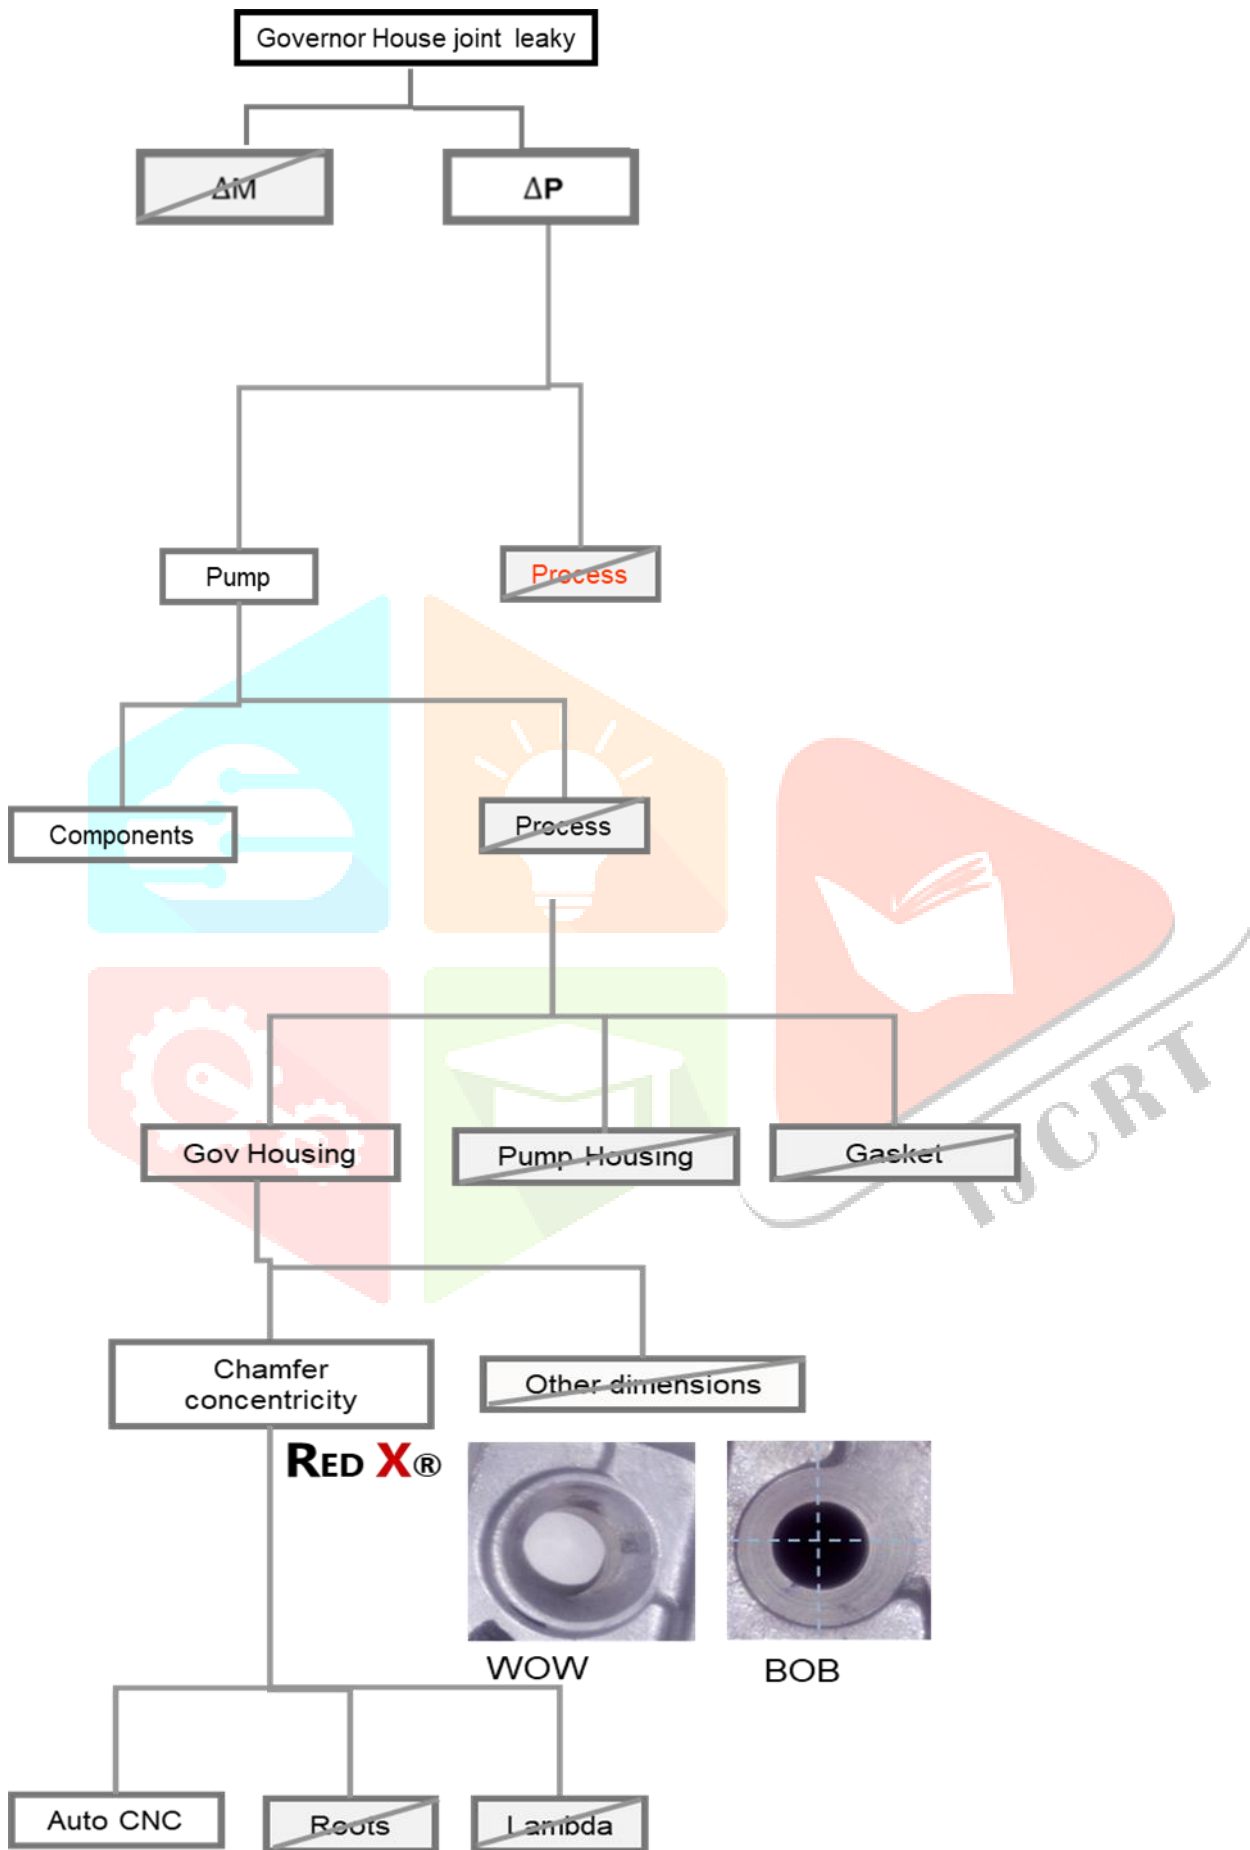 Governor House joint leaky
ΔM
ΔP
Pump
Process
Components
Process
Gov Housing
Pump Housing
Gasket
IJCRT
Chamfer
concentricity
Other dimensions
RED X®
WOW
BOB
Auto CNC
Roots
Lambda